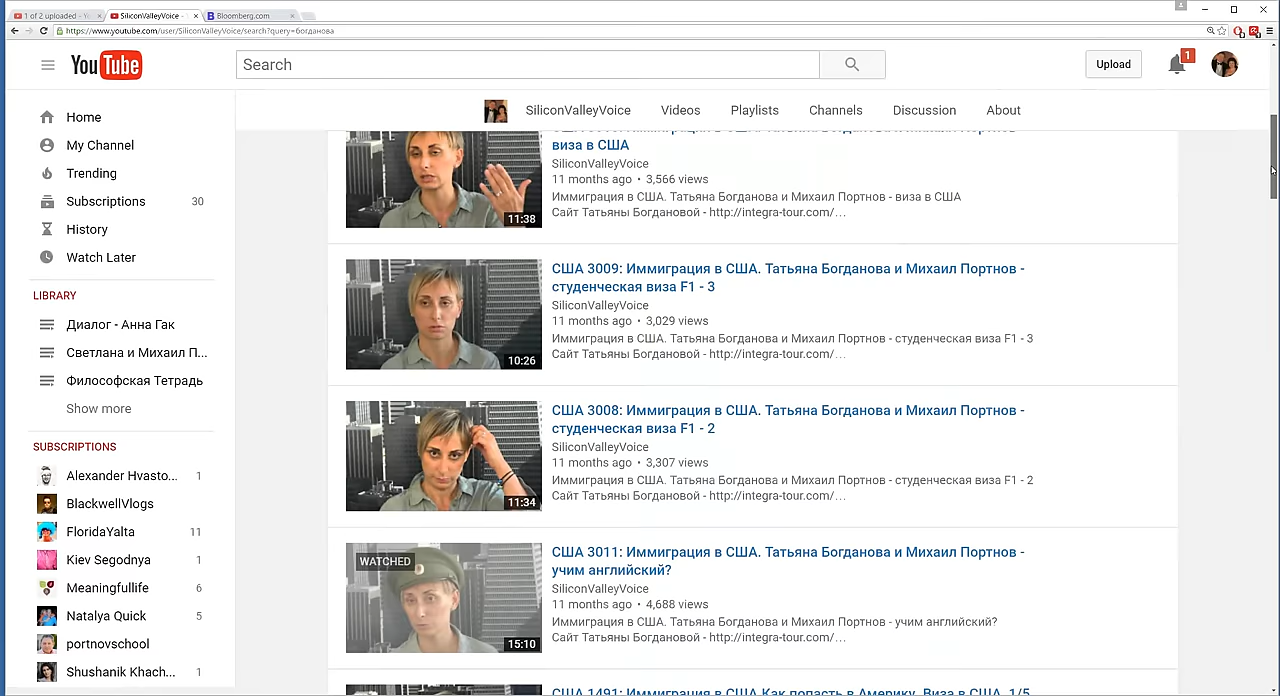 1 of 2 uploaded - Yo
SiliconValleyVoice -
Bloomberg.com
https://www.youtube.com/user/SiliconValleyVoice/search?query=богданова
YouTube
Search
Upload
1
SiliconValleyVoice Videos Playlists Channels Discussion About
Home
My Channel
Trending
Subscriptions 30
History
Watch Later
LIBRARY
Диалог - Анна Гак
Светлана и Михаил П...
Философская Тетрадь
Show more
SUBSCRIPTIONS
Alexander Hvasto... 1
BlackwellVlogs
FloridaYalta 11
Kiev Segodnya 1
Meaningfullife 6
Natalya Quick 5
portnovschool
Shushanik Khach... 1
виза в США
SiliconValleyVoice
11 months ago • 3,566 views
Иммиграция в США. Татьяна Богданова и Михаил Портнов - виза в США
Сайт Татьяны Богдановой - http://integra-tour.com/...
11:38
США 3009: Иммиграция в США. Татьяна Богданова и Михаил Портнов -
студенческая виза F1 - 3
SiliconValleyVoice
11 months ago • 3,029 views
Иммиграция в США. Татьяна Богданова и Михаил Портнов - студенческая виза F1 - 3
Сайт Татьяны Богдановой - http://integra-tour.com/...
10:26
США 3008: Иммиграция в США. Татьяна Богданова и Михаил Портнов -
студенческая виза F1 - 2
SiliconValleyVoice
11 months ago • 3,307 views
Иммиграция в США. Татьяна Богданова и Михаил Портнов - студенческая виза F1 - 2
Сайт Татьяны Богдановой - http://integra-tour.com/...
11:34
WATCHED
США 3011: Иммиграция в США. Татьяна Богданова и Михаил Портнов -
учим английский?
SiliconValleyVoice
11 months ago • 4,688 views
Иммиграция в США. Татьяна Богданова и Михаил Портнов - учим английский?
Сайт Татьяны Богдановой - http://integra-tour.com/...
15:10
США 1491: Иммиграция в США.Как попасть в Америку. Виза в США. 1/5